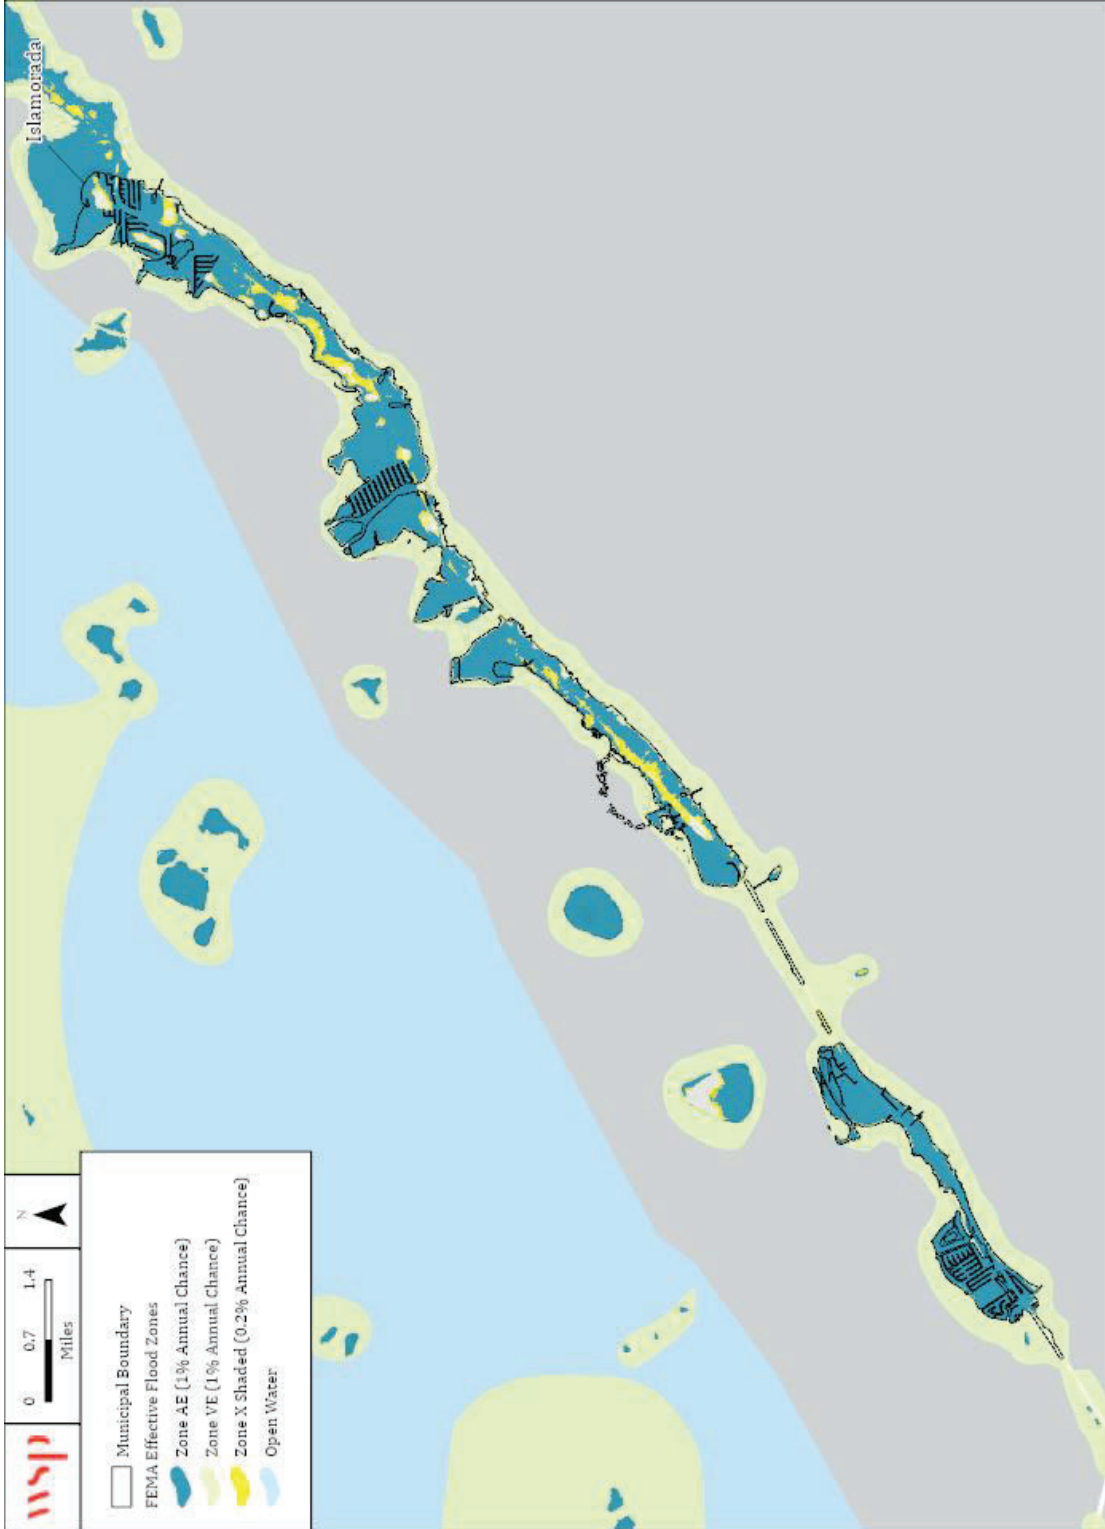 Islamorada
N
0 0.7 1.4
Miles
wsp
Municipal Boundary
FEMA Effective Flood Zones
Zone AE (1% Annual Chance)
Zone VE (1% Annual Chance)
Zone X Shaded (0.2% Annual Chance)
Open Water